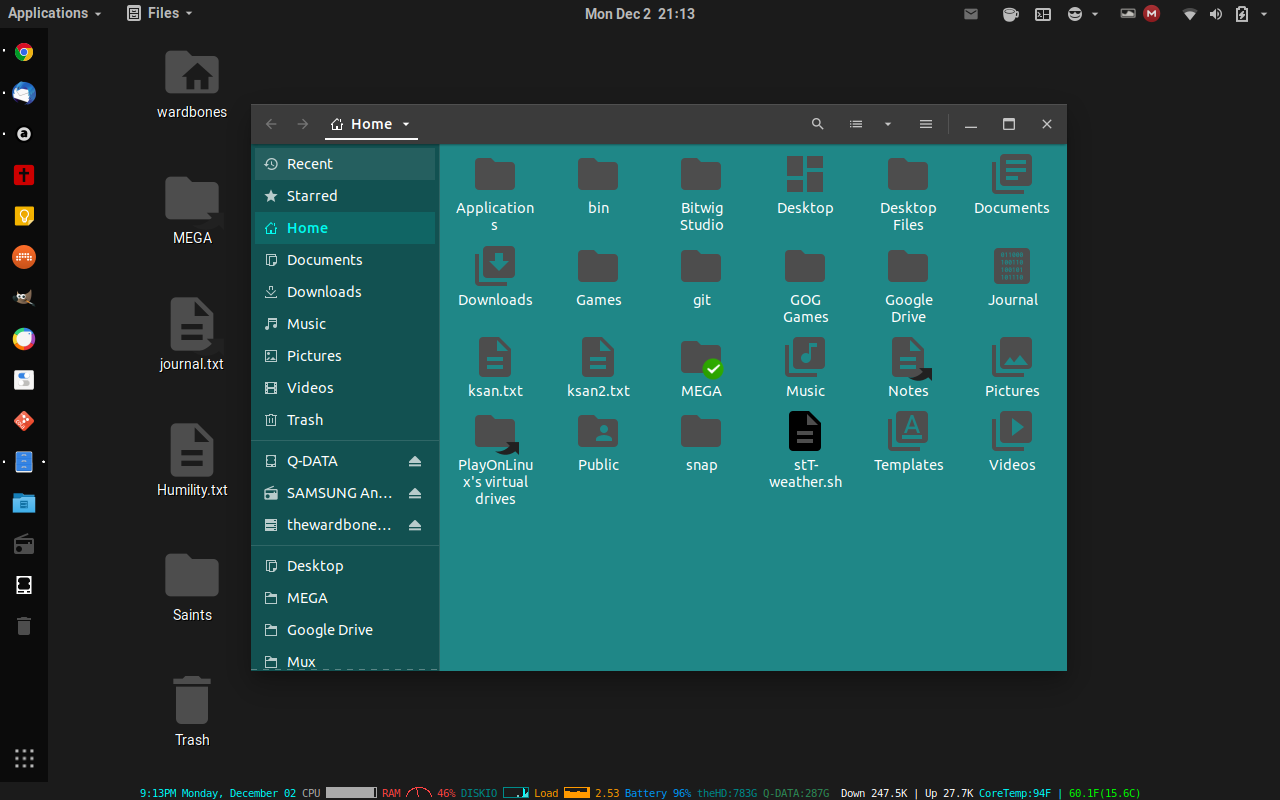 Applications
Files
Mon Dec 2 21:13
M
a
wardbones
MEGA
journal.txt
Humility.txt
Saints
Trash
Home
Recent
Starred
Home
Documents
Downloads
Music
Pictures
Videos
Trash
Q-DATA
SAMSUNG An...
thewardbone...
Desktop
MEGA
Google Drive
Mux
Application
s
bin
Bitwig
Studio
Desktop
Desktop
Files
Documents
Downloads
Games
git
GOG
Games
Google
Drive
Journal
ksan.txt
ksan2.txt
MEGA
Music
Notes
Pictures
PlayOnLinu
x's virtual
drives
Public
snap
stT-
weather.sh
Templates
Videos
9:13PM Monday, December 02 CPU RAM 46% DISKIO Load 2.53 Battery 96% theHD:783G Q-DATA:287G Down 247.5K | Up 27.7K CoreTemp:94F | 60.1F(15.6C)